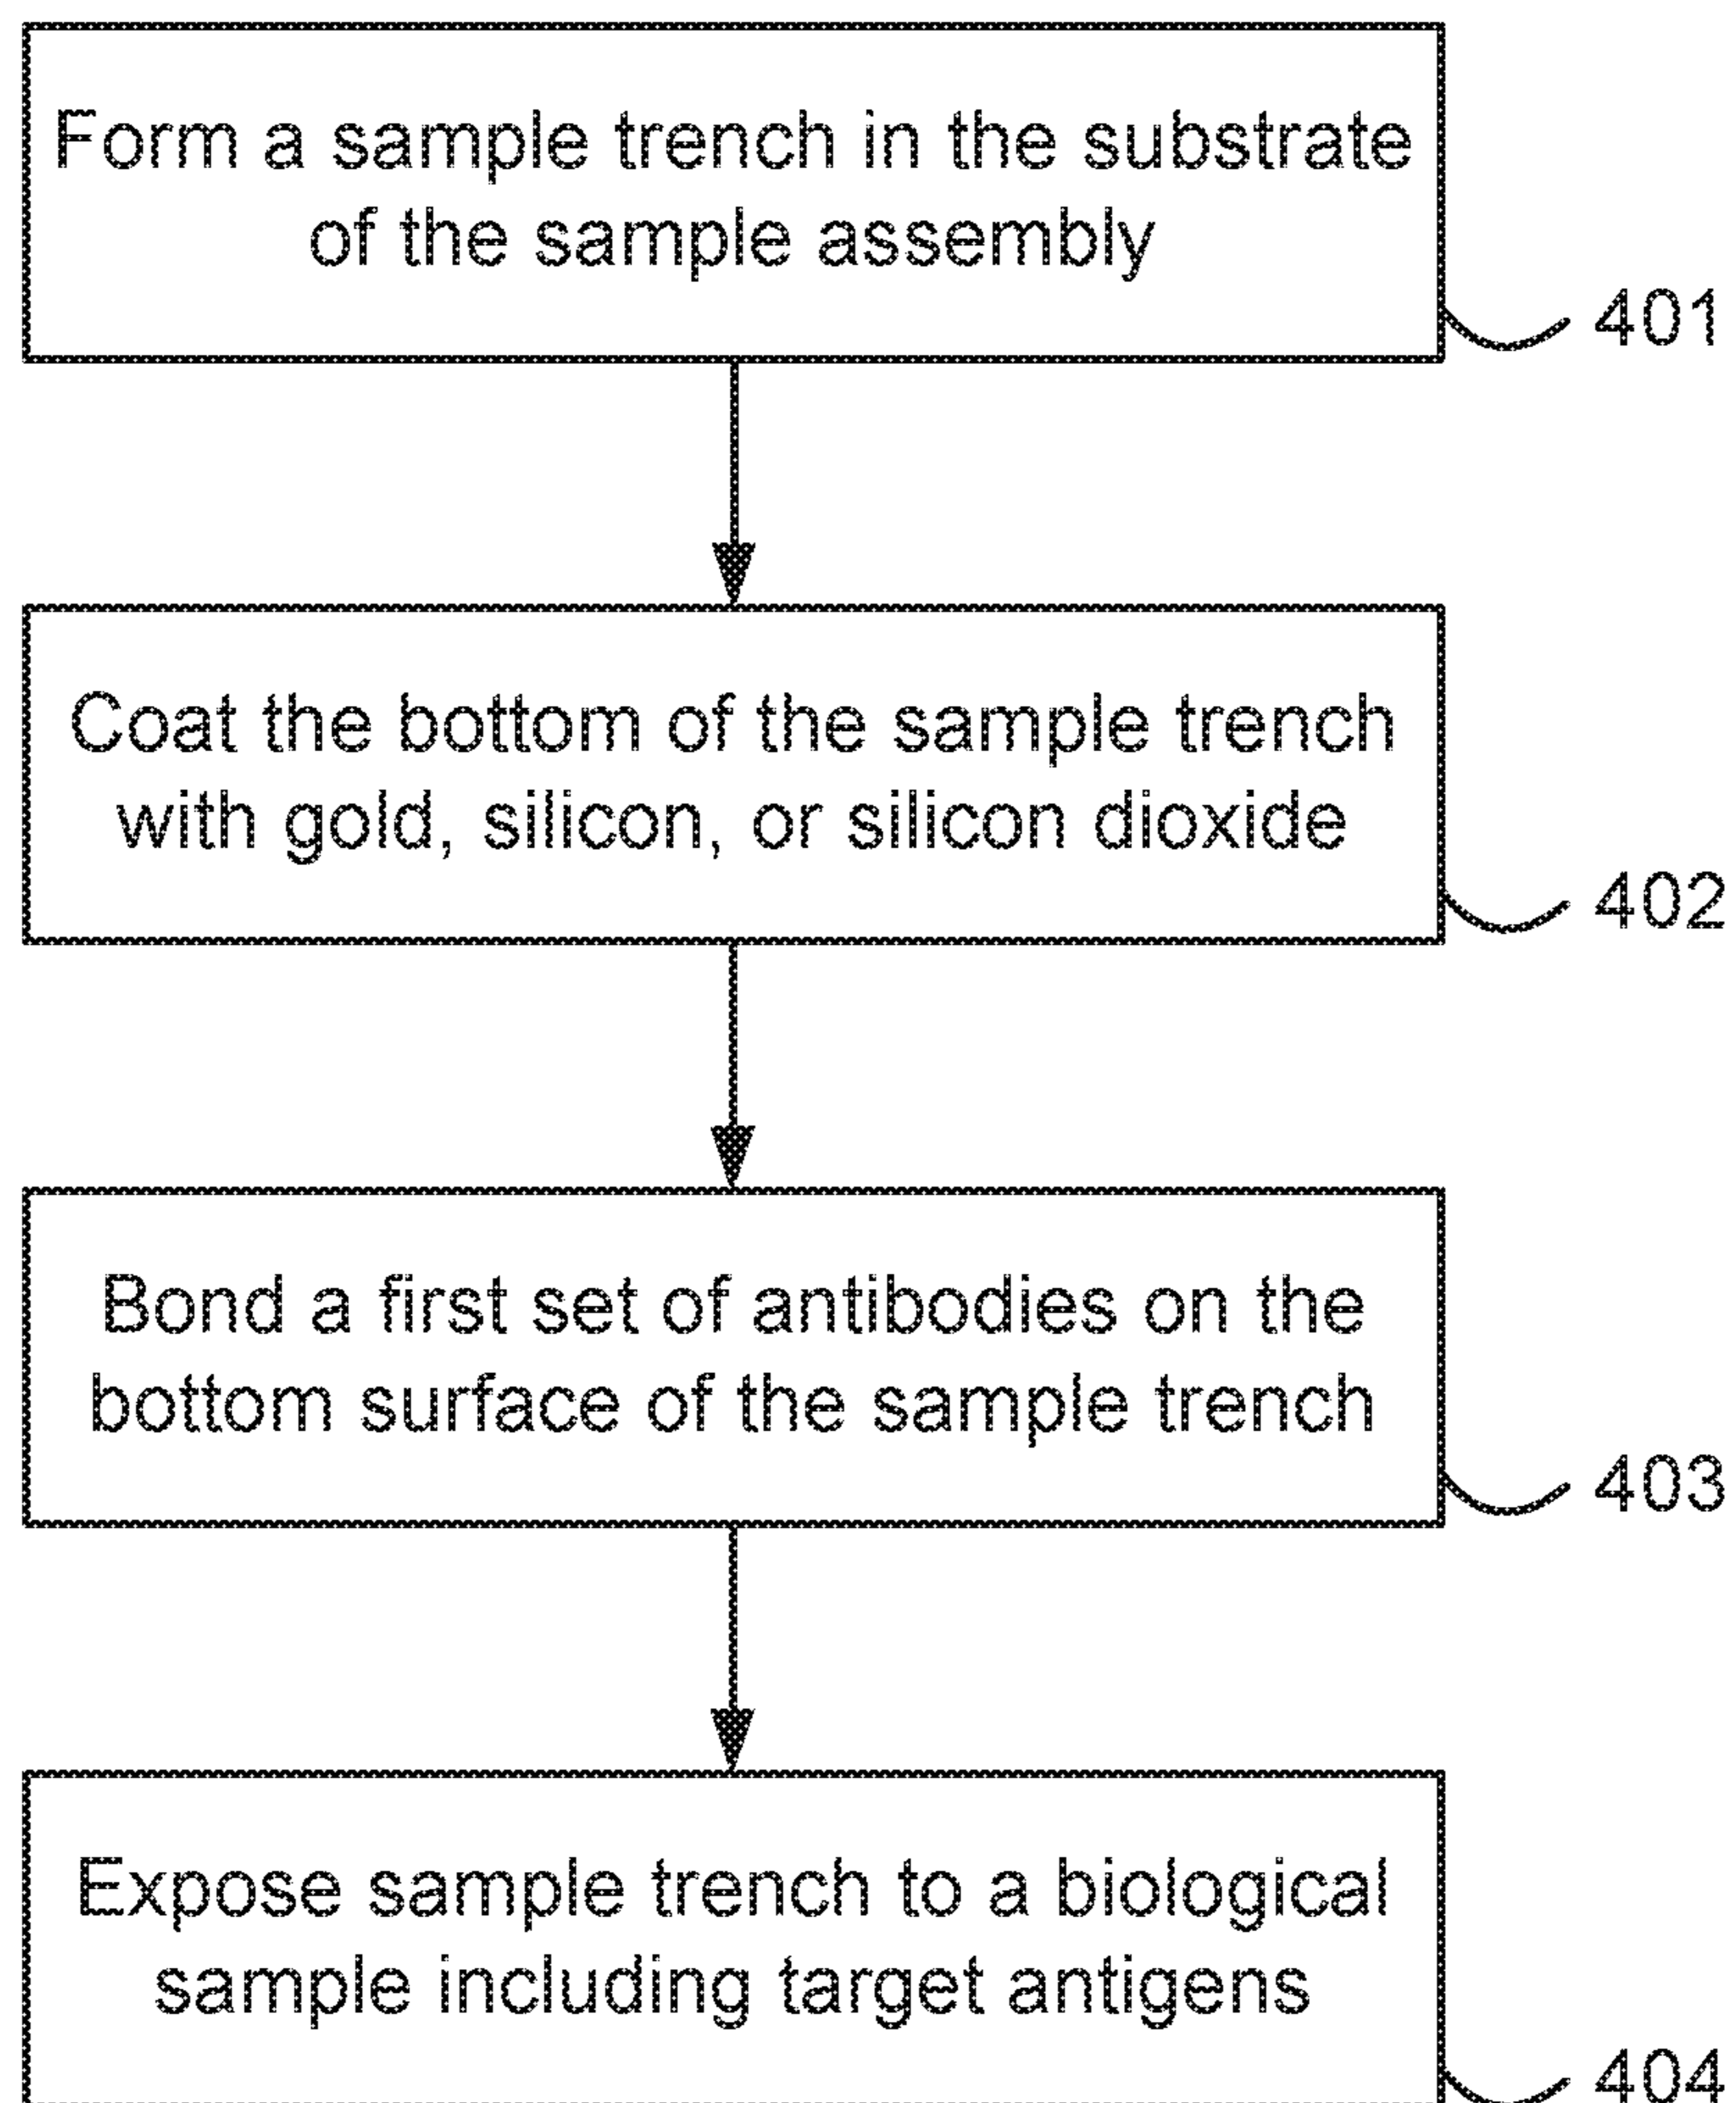 Form a sample trench in the substrate
of the sample assembly
401
Coat the bottom of the sample trench
with gold, silicon, or silicon dioxide
402
Bond a first set of antibodies on the
bottom surface of the sample trench
403
Expose sample trench to a biological
sample including target antigens
404